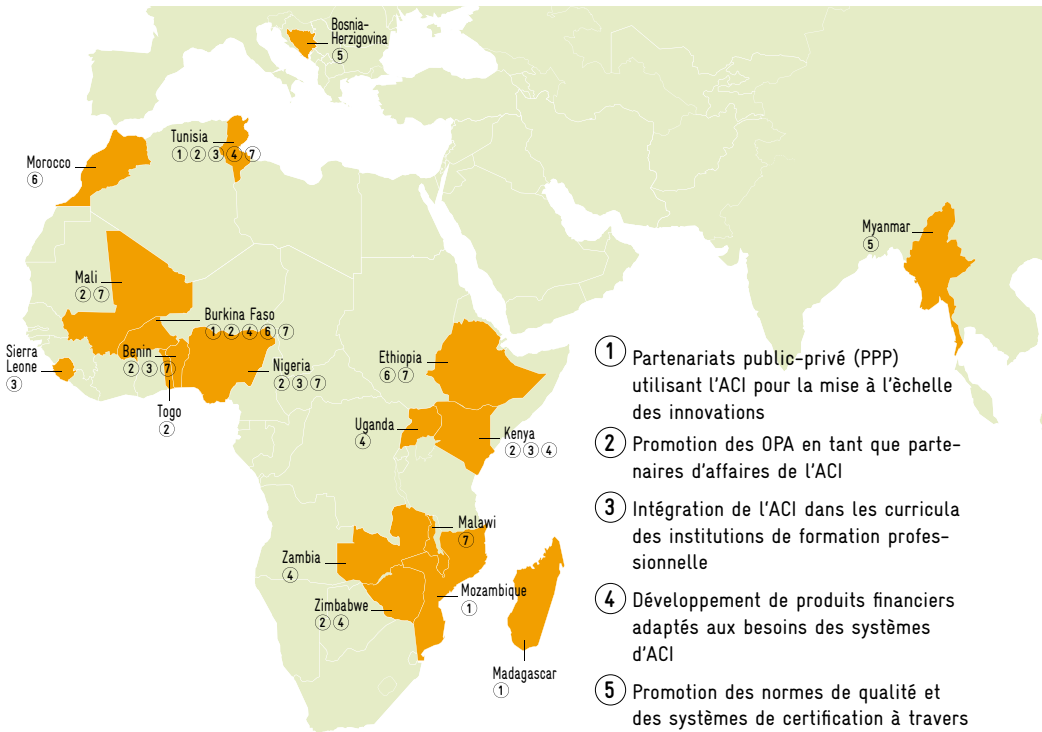 Bosnia-
Herzigovina
5
Tunisia
1 2 3 4 7
Morocco
6
Myanmar
5
Mali
2 7
Burkina Faso
1 2 4 6 7
Sierra
Leone
3
Benin
2 3 7
Nigeria
2 3 7
Togo
2
Ethiopia
6 7
Uganda
4
Kenya
2 3 4
Malawi
7
Zambia
4
Mozambique
1
Zimbabwe
2 4
Madagascar
1
1 Partenariats public-privé (PPP)
utilisant l'ACI pour la mise à l'èchelle
des innovations
2 Promotion des OPA en tant que parte-
naires d'affaires de l'ACI
3 Intégration de l'ACI dans les curricula
des institutions de formation profes-
sionnelle
4 Développement de produits financiers
adaptés aux besoins des systèmes
d'ACI
5 Promotion des normes de qualité et
des systèmes de certification à travers